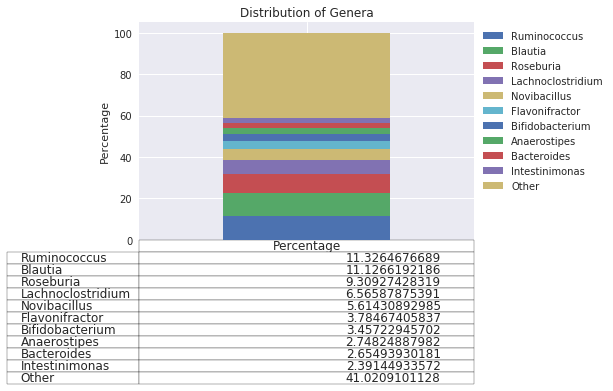 Distribution of Genera
100
80
60
40
20
0
Percentage
Ruminococcus
Blautia
Roseburia
Lachnoclostridium
Novibacillus
Flavonifractor
Bifidobacterium
Anaerostipes
Bacteroides
Intestinimonas
Other
Percentage
Ruminococcus 11.3264676689
Blautia 11.1266192186
Roseburia 9.30927428319
Lachnoclostridium 6.56587875391
Novibacillus 5.61430892985
Flavonifractor 3.78467405837
Bifidobacterium 3.45722945702
Anaerostipes 2.74824887982
Bacteroides 2.65493930181
Intestinimonas 2.39144933572
Other 41.0209101128